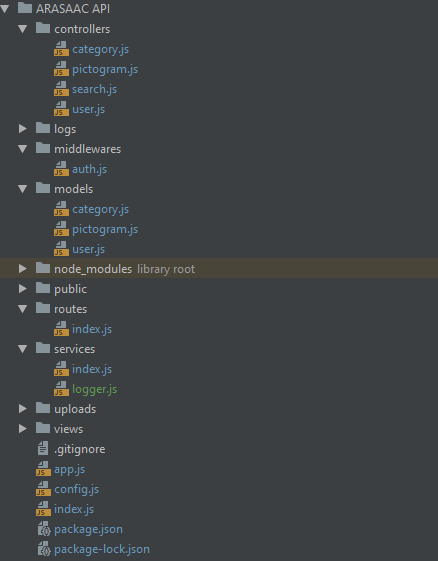 ARASAAC API
controllers
category.js
pictogram.js
search.js
user.js
logs
middlewares
auth.js
models
category.js
pictogram.js
user.js
node_modules library root
public
routes
index.js
services
index.js
logger.js
uploads
views
.gitignore
app.js
config.js
index.js
package.json
package-lock.json